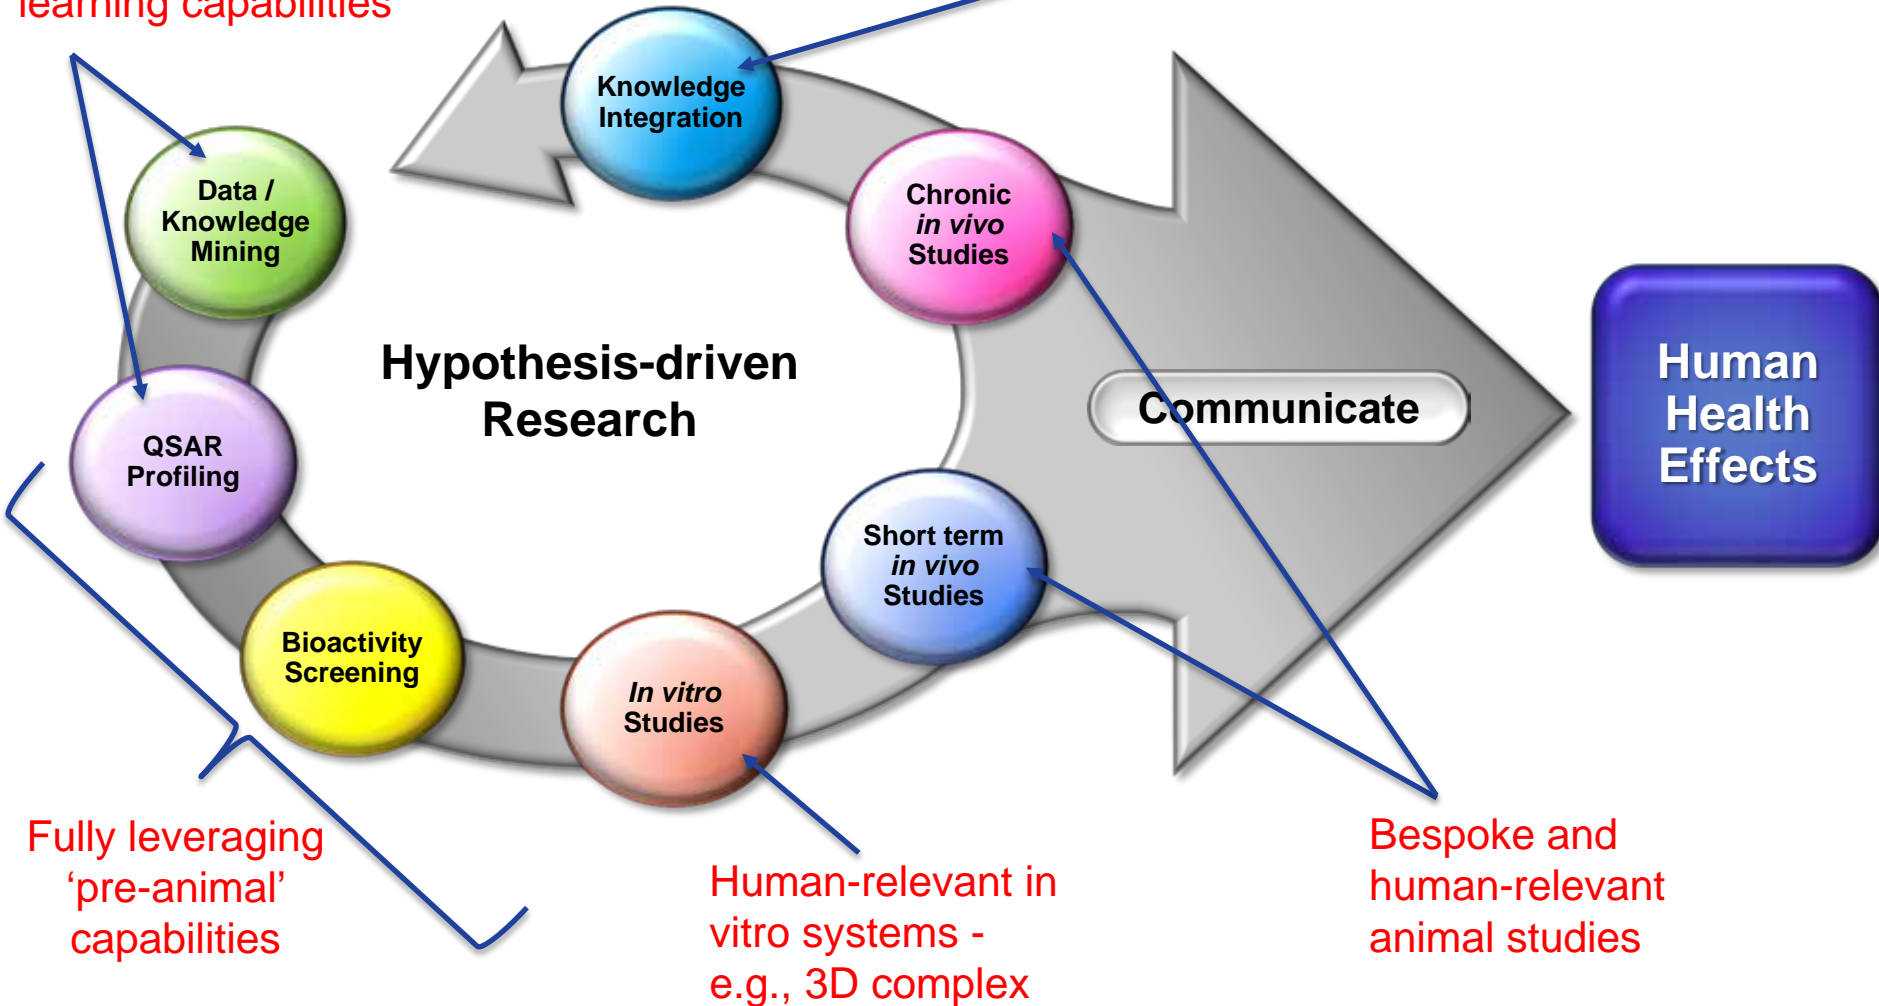 learning capabilities
Knowledge
Integration
Data /
Knowledge
Mining
Chronic
in vivo
Studies
Hypothesis-driven
Research
Communicate
Human
Health
Effects
QSAR
Profiling
Short term
in vivo
Studies
Bioactivity
Screening
In vitro
Studies
Fully leveraging
‘pre-animal’
capabilities
Human-relevant in
vitro systems -
e.g., 3D complex
Bespoke and
human-relevant
animal studies